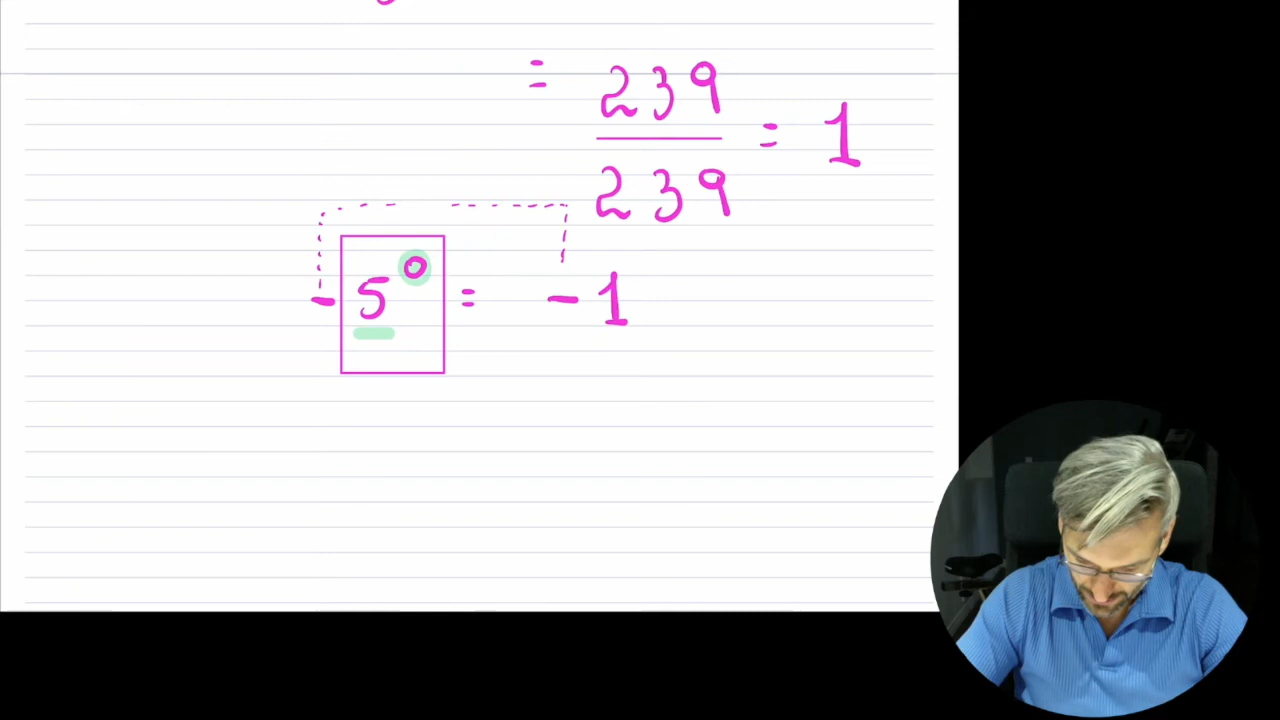 = 239/239 = 1
-5⁰ = -1